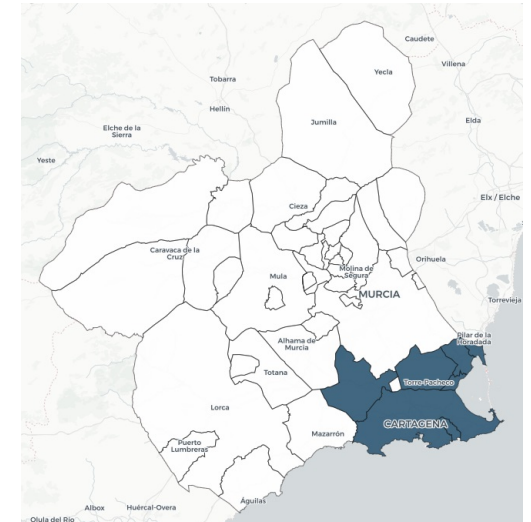 Caudete
Villena
Yecla
Tobarra
Hellín
Elda
Jumilla
Elche de la
Sierra
Yeste
Elx / Elche
Cieza
Caravaca de la
Cruz
Orihuela
Molina de
Segura
Mula
MURCIA
Torrevieja
Pilar de la
Horadada
Alhama de
Murcia
Totana
Torre-Pacheco
Lorca
CARTAGENA
Mazarrón
Puerto
Lumbreras
Águilas
Albox
Huércal-Overa
Olula del Río